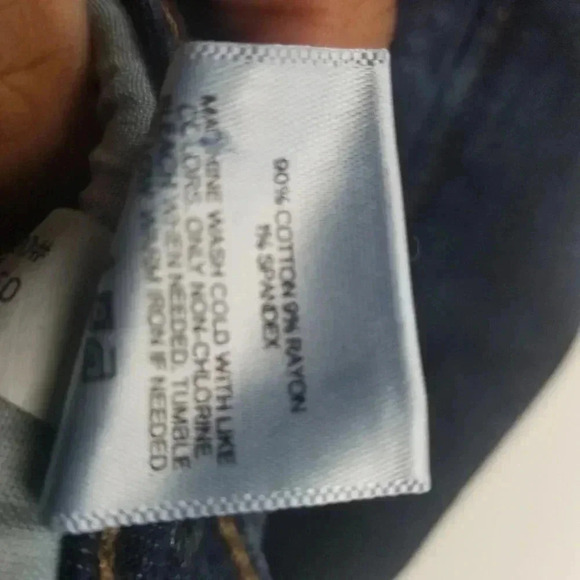 90% COTTON 9% RAYON
1% SPANDEX
MACHINE WASH COLD WITH LIKE
COLORS ONLY NON-CHLORINE
BLEACH WHEN NEEDED. TUMBLE
WARM IRON IF NEEDED